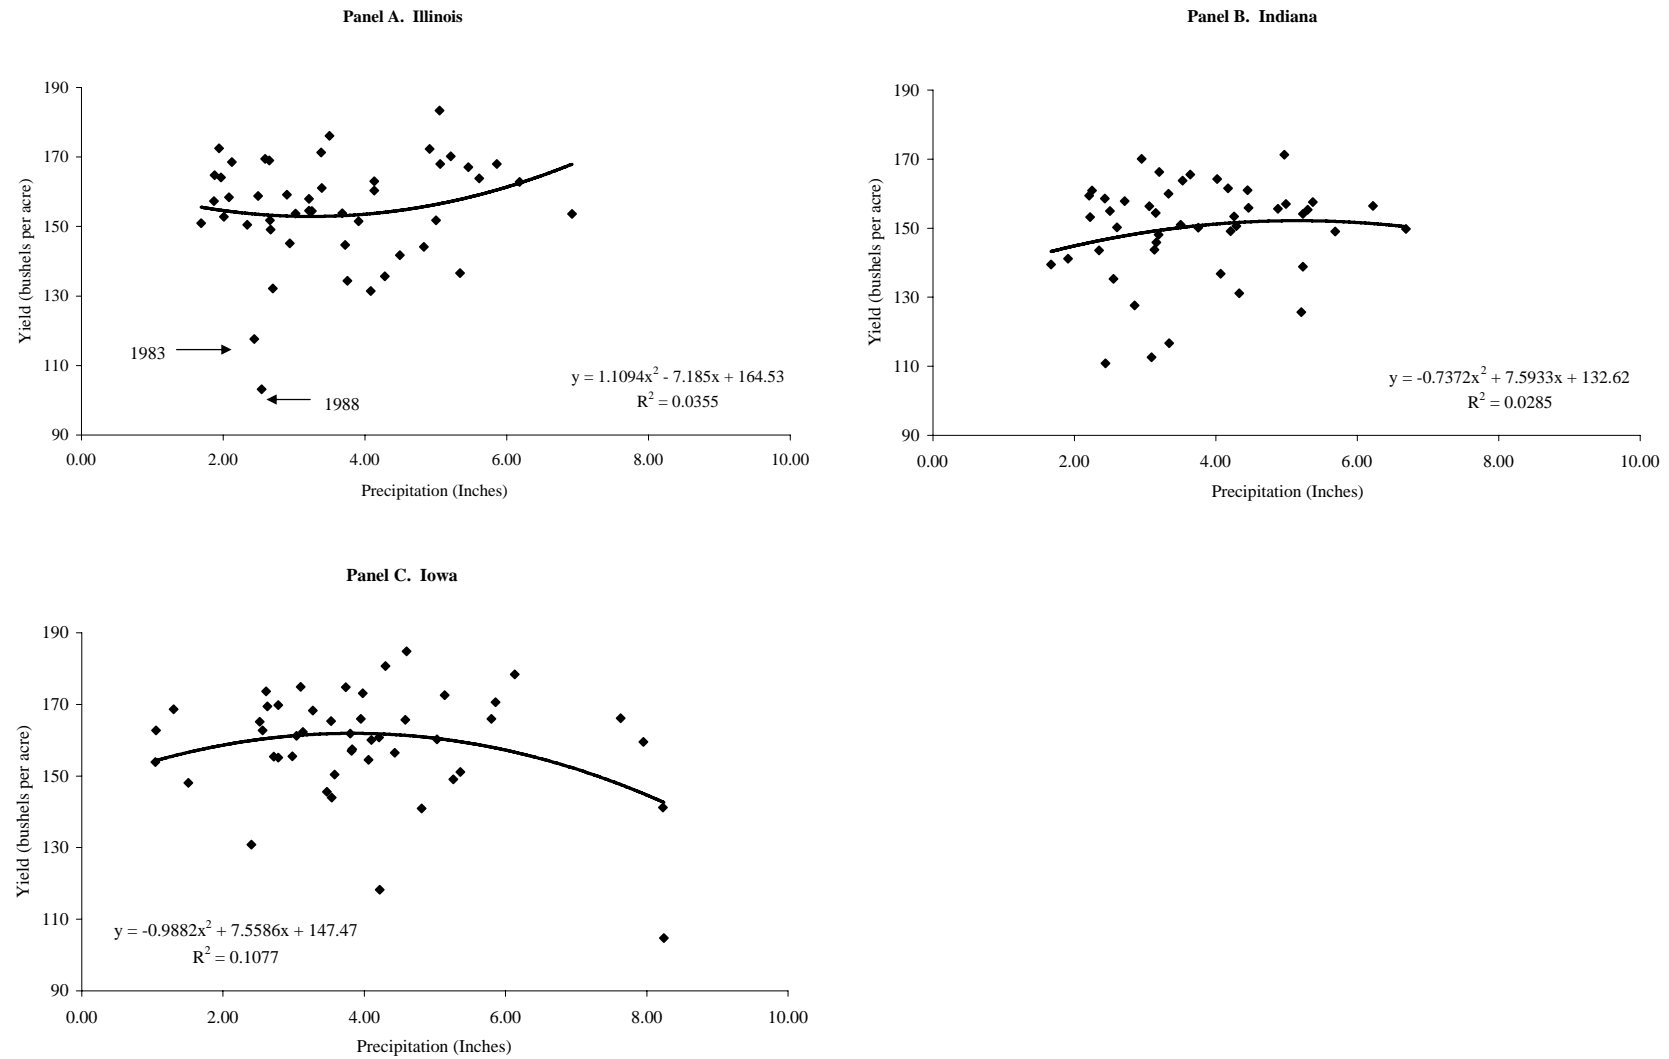 Panel A.  Illinois
190
170
150
130
110
90
Yield (bushels per acre)
1983
1988
y = 1.1094x² - 7.185x + 164.53
R² = 0.0355
0.00 2.00 4.00 6.00 8.00 10.00
Precipitation (Inches)
Panel B.  Indiana
190
170
150
130
110
90
Yield (bushels per acre)
y = -0.7372x² + 7.5933x + 132.62
R² = 0.0285
0.00 2.00 4.00 6.00 8.00 10.00
Precipitation (Inches)
Panel C.  Iowa
190
170
150
130
110
90
Yield (bushels per acre)
y = -0.9882x² + 7.5586x + 147.47
R² = 0.1077
0.00 2.00 4.00 6.00 8.00 10.00
Precipitation (Inches)